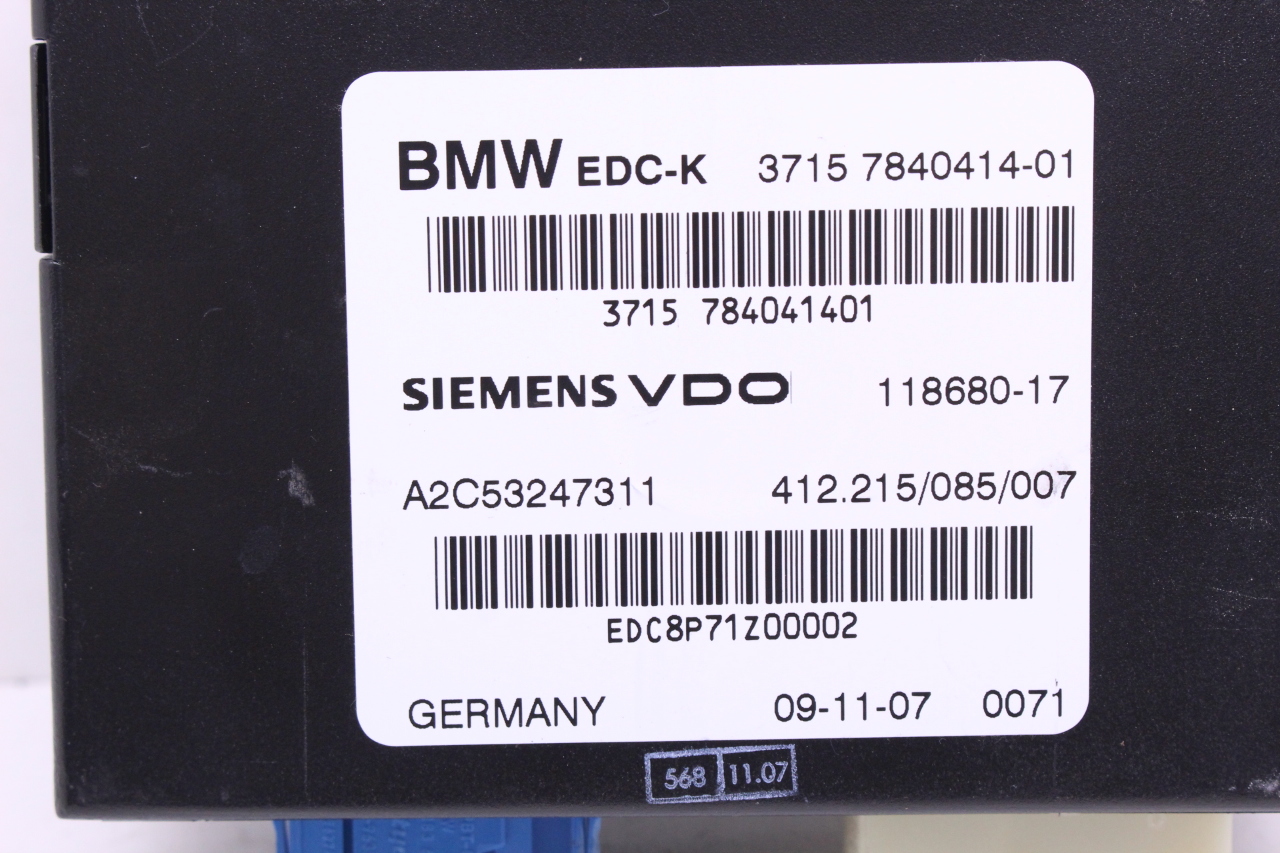 BMW EDC-K 3715 7840414-01
3715 784041401
SIEMENS VDO 118680-17
A2C53247311 412.215/085/007
EDC8P71Z00002
GERMANY 09-11-07 0071
568 11.07